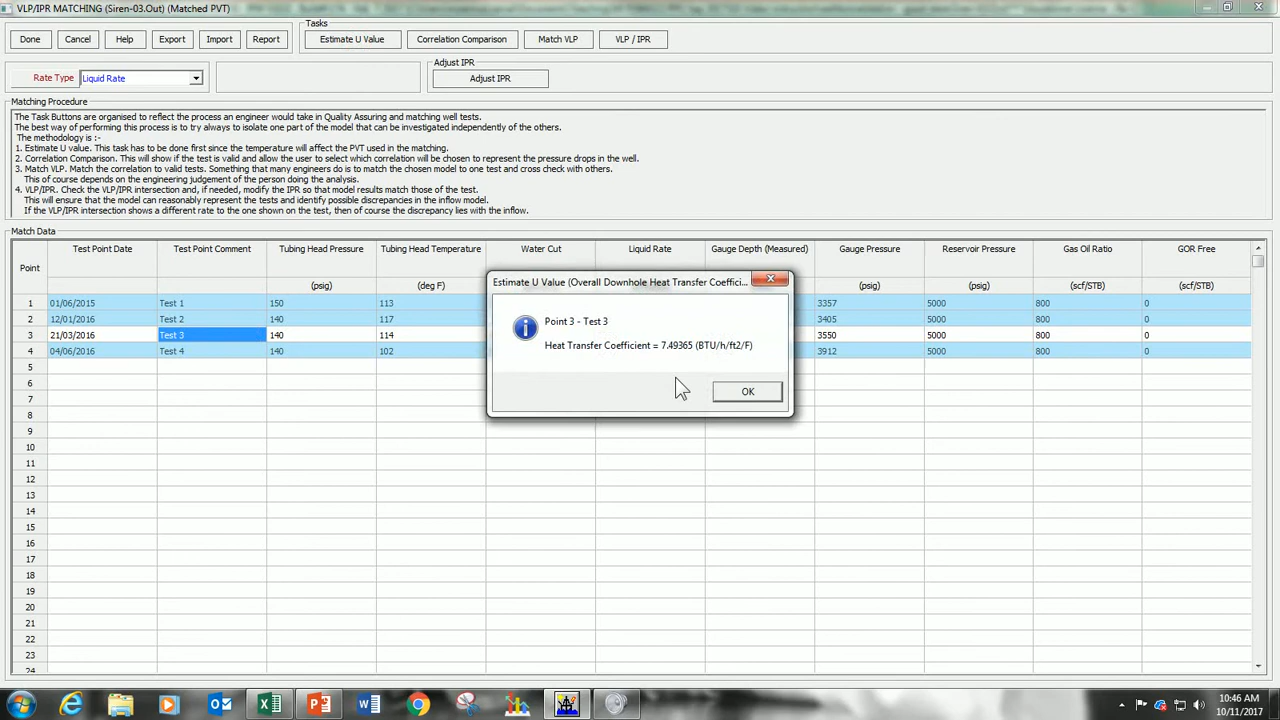 VLP/IPR MATCHING (Siren-03.Out) (Matched PVT)
Tasks
Done Cancel Help Export Import Report Estimate U Value Correlation Comparison Match VLP VLP / IPR
Adjust IPR
Rate Type Liquid Rate Adjust IPR
Matching Procedure
The Task Buttons are organised to reflect the process an engineer would take in Quality Assuring and matching well tests.
The best way of performing this process is to try always to isolate one part of the model that can be investigated independently of the others.
The methodology is :-
1. Estimate U value. This task has to be done first since the temperature will affect the PVT used in the matching.
2. Correlation Comparison. This will show if the test is valid and allow the user to select which correlation will be chosen to represent the pressure drops in the well.
3. Match VLP. Match the correlation to valid tests. Something that many engineers do is to match the chosen model to one test and cross check with others.
This of course depends on the engineering judgement of the person doing the analysis.
4. VLP/IPR. Check the VLP/IPR intersection and, if needed, modify the IPR so that model results match those of the test.
This will ensure that the model can reasonably represent the tests and identify possible discrepancies in the inflow model.
If the VLP/IPR intersection shows a different rate to the one shown on the test, then of course the discrepancy lies with the inflow.
Match Data
Point Test Point Date Test Point Comment Tubing Head Pressure Tubing Head Temperature Water Cut Liquid Rate Gauge Depth (Measured) Gauge Pressure Reservoir Pressure Gas Oil Ratio GOR Free
(psig) (deg F) (psig) (psig) (scf/STB) (scf/STB)
1 01/06/2015 Test 1 150 113 3357 5000 800 0
2 12/01/2016 Test 2 140 117 3405 5000 800 0
3 21/03/2016 Test 3 140 114 3550 5000 800 0
4 04/06/2016 Test 4 140 102 3912 5000 800 0
5
6
7
8
9
10
11
12
13
14
15
16
17
18
19
20
21
22
23
24
Estimate U Value (Overall Downhole Heat Transfer Coeffici...
Point 3 - Test 3
Heat Transfer Coefficient = 7.49365 (BTU/h/ft2/F)
OK
10:46 AM
10/11/2017